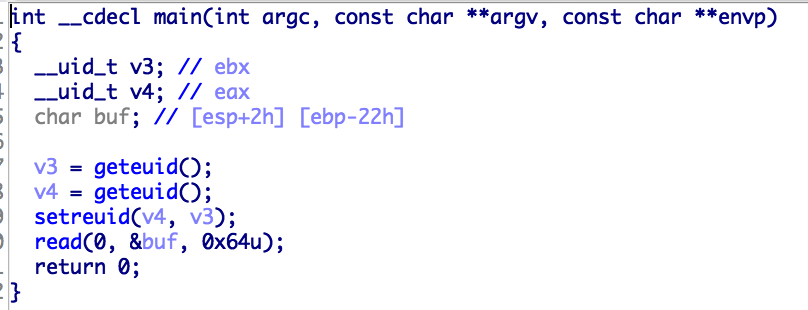 int __cdecl main(int argc, const char **argv, const char **envp)
{
  __uid_t v3; // ebx
  __uid_t v4; // eax
  char buf; // [esp+2h] [ebp-22h]

  v3 = geteuid();
  v4 = geteuid();
  setreuid(v4, v3);
  read(0, &buf, 0x64u);
  return 0;
}